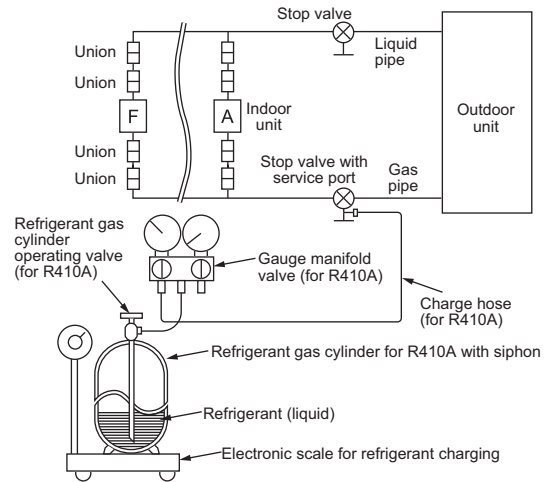 Stop valve
Liquid
pipe
Union
Union
F
A
Indoor
unit
Outdoor
unit
Union
Union
Stop valve with
service port
Gas
pipe
Refrigerant gas
cylinder
operating valve
(for R410A)
Gauge manifold
valve (for R410A)
Charge hose
(for R410A)
Refrigerant gas cylinder for R410A with siphon
Refrigerant (liquid)
Electronic scale for refrigerant charging